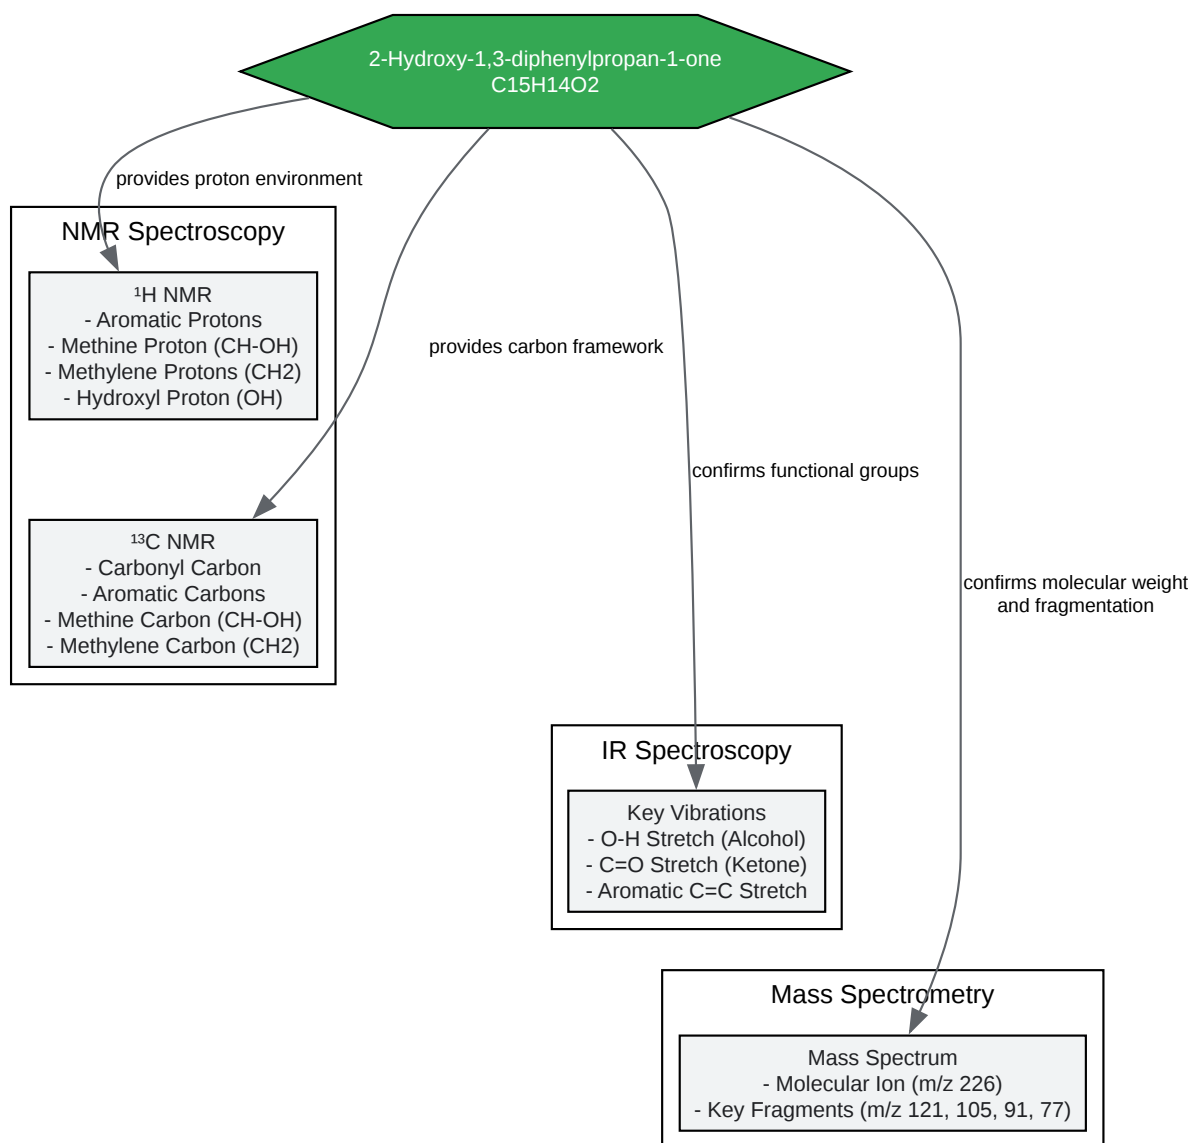 2-Hydroxy-1,3-diphenylpropan-1-one
C15H14O2
provides proton environment
NMR Spectroscopy
¹H NMR
- Aromatic Protons
- Methine Proton (CH-OH)
- Methylene Protons (CH2)
- Hydroxyl Proton (OH)
provides carbon framework
confirms functional groups
¹³C NMR
- Carbonyl Carbon
- Aromatic Carbons
- Methine Carbon (CH-OH)
- Methylene Carbon (CH2)
confirms molecular weight
and fragmentation
IR Spectroscopy
Key Vibrations
- O-H Stretch (Alcohol)
- C=O Stretch (Ketone)
- Aromatic C=C Stretch
Mass Spectrometry
Mass Spectrum
- Molecular Ion (m/z 226)
- Key Fragments (m/z 121, 105, 91, 77)